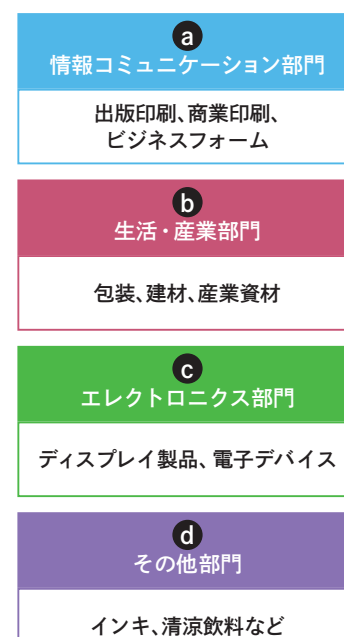 a
情報コミュニケーション部門
出版印刷、商業印刷、
ビジネスフォーム
b
生活・産業部門
包装、建材、産業資材
c
エレクトロニクス部門
ディスプレイ製品、電子デバイス
d
その他部門
インキ、清涼飲料など